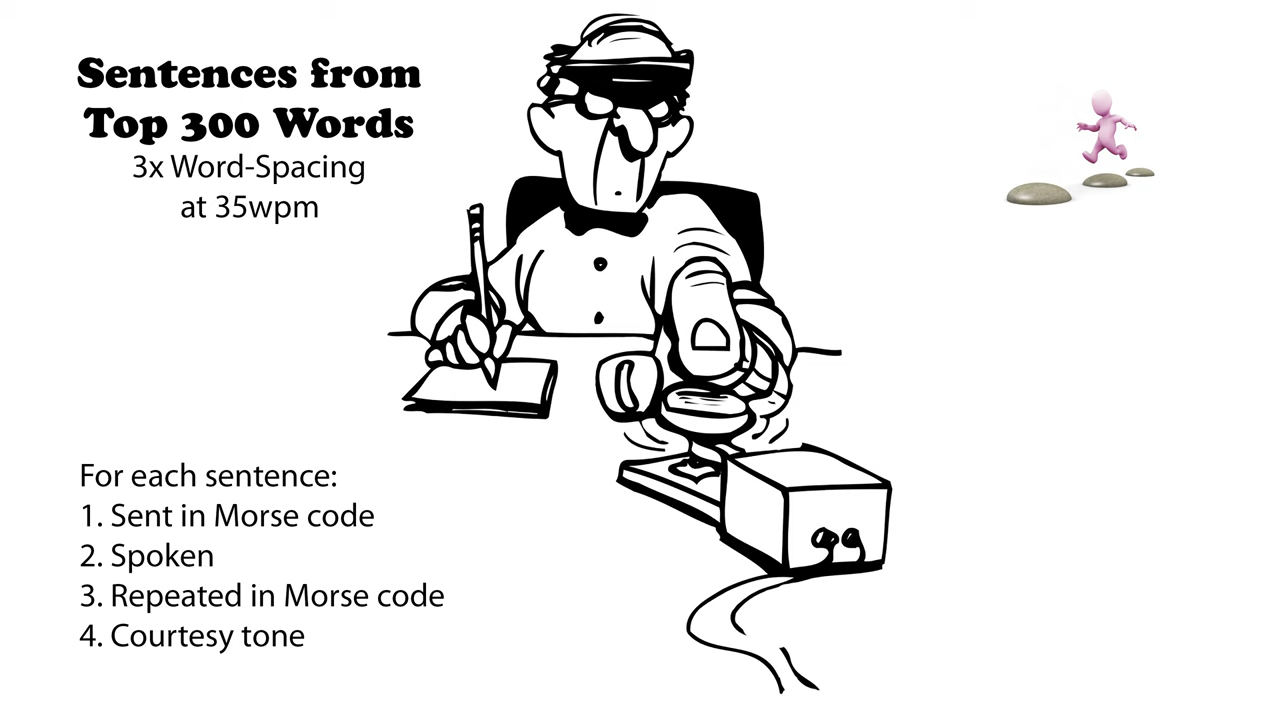 Sentences from
Top 300 Words
3x Word-Spacing
at 35wpm
For each sentence:
1. Sent in Morse code
2. Spoken
3. Repeated in Morse code
4. Courtesy tone